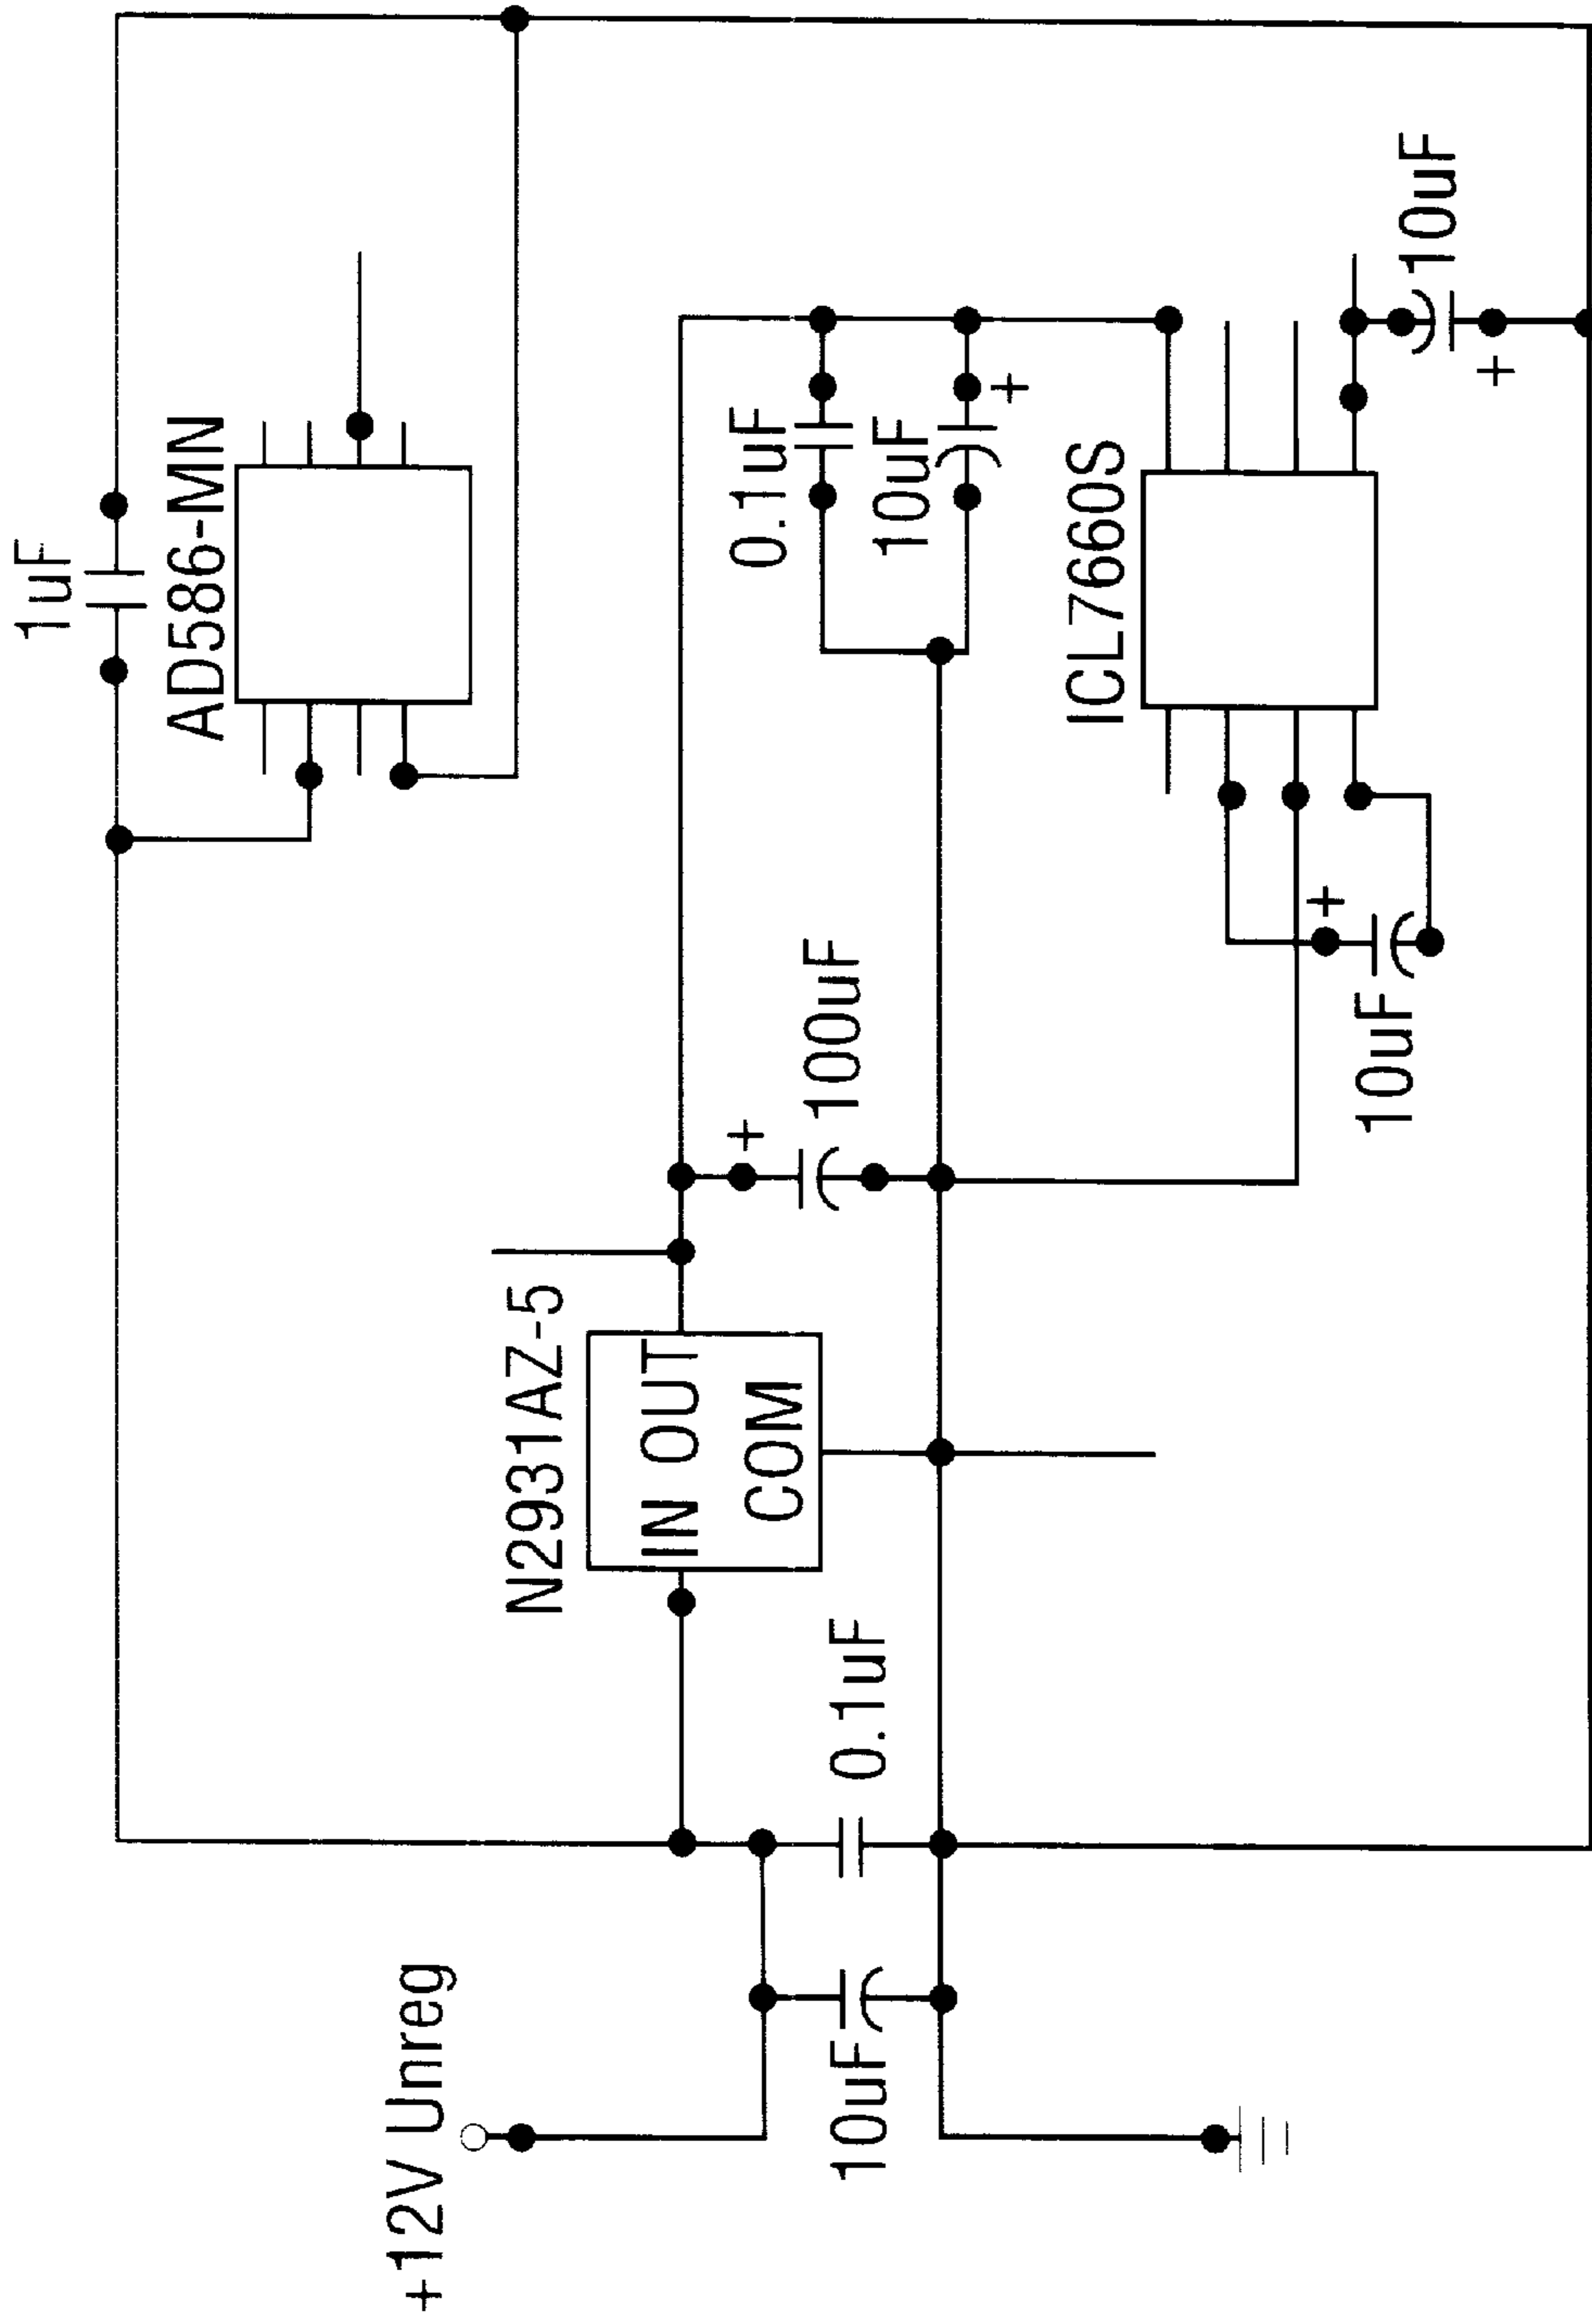 1uF
AD586-MN
+12V Unreg
N2931AZ-5
IN OUT
COM
10uF
0.1uF
100uF
0.1uF
10uF
ICL7660S
10uF
10uF
+
+
+
+